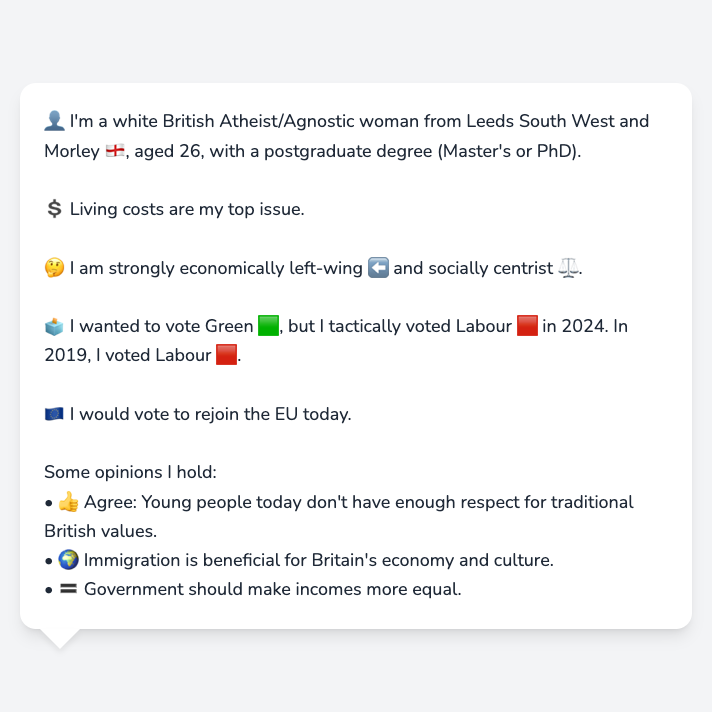 👤 I'm a white British Atheist/Agnostic woman from Leeds South West and
Morley 🏴󠁧󠁢󠁥󠁮󠁧󠁿, aged 26, with a postgraduate degree (Master's or PhD).
💲 Living costs are my top issue.
🤔 I am strongly economically left-wing ⬅️ and socially centrist ⚖️.
🗳️ I wanted to vote Green 🟩, but I tactically voted Labour 🟥 in 2024. In
2019, I voted Labour 🟥.
🇪🇺 I would vote to rejoin the EU today.
Some opinions I hold:
• 👍 Agree: Young people today don't have enough respect for traditional
British values.
• 🌍 Immigration is beneficial for Britain's economy and culture.
• 🟰 Government should make incomes more equal.